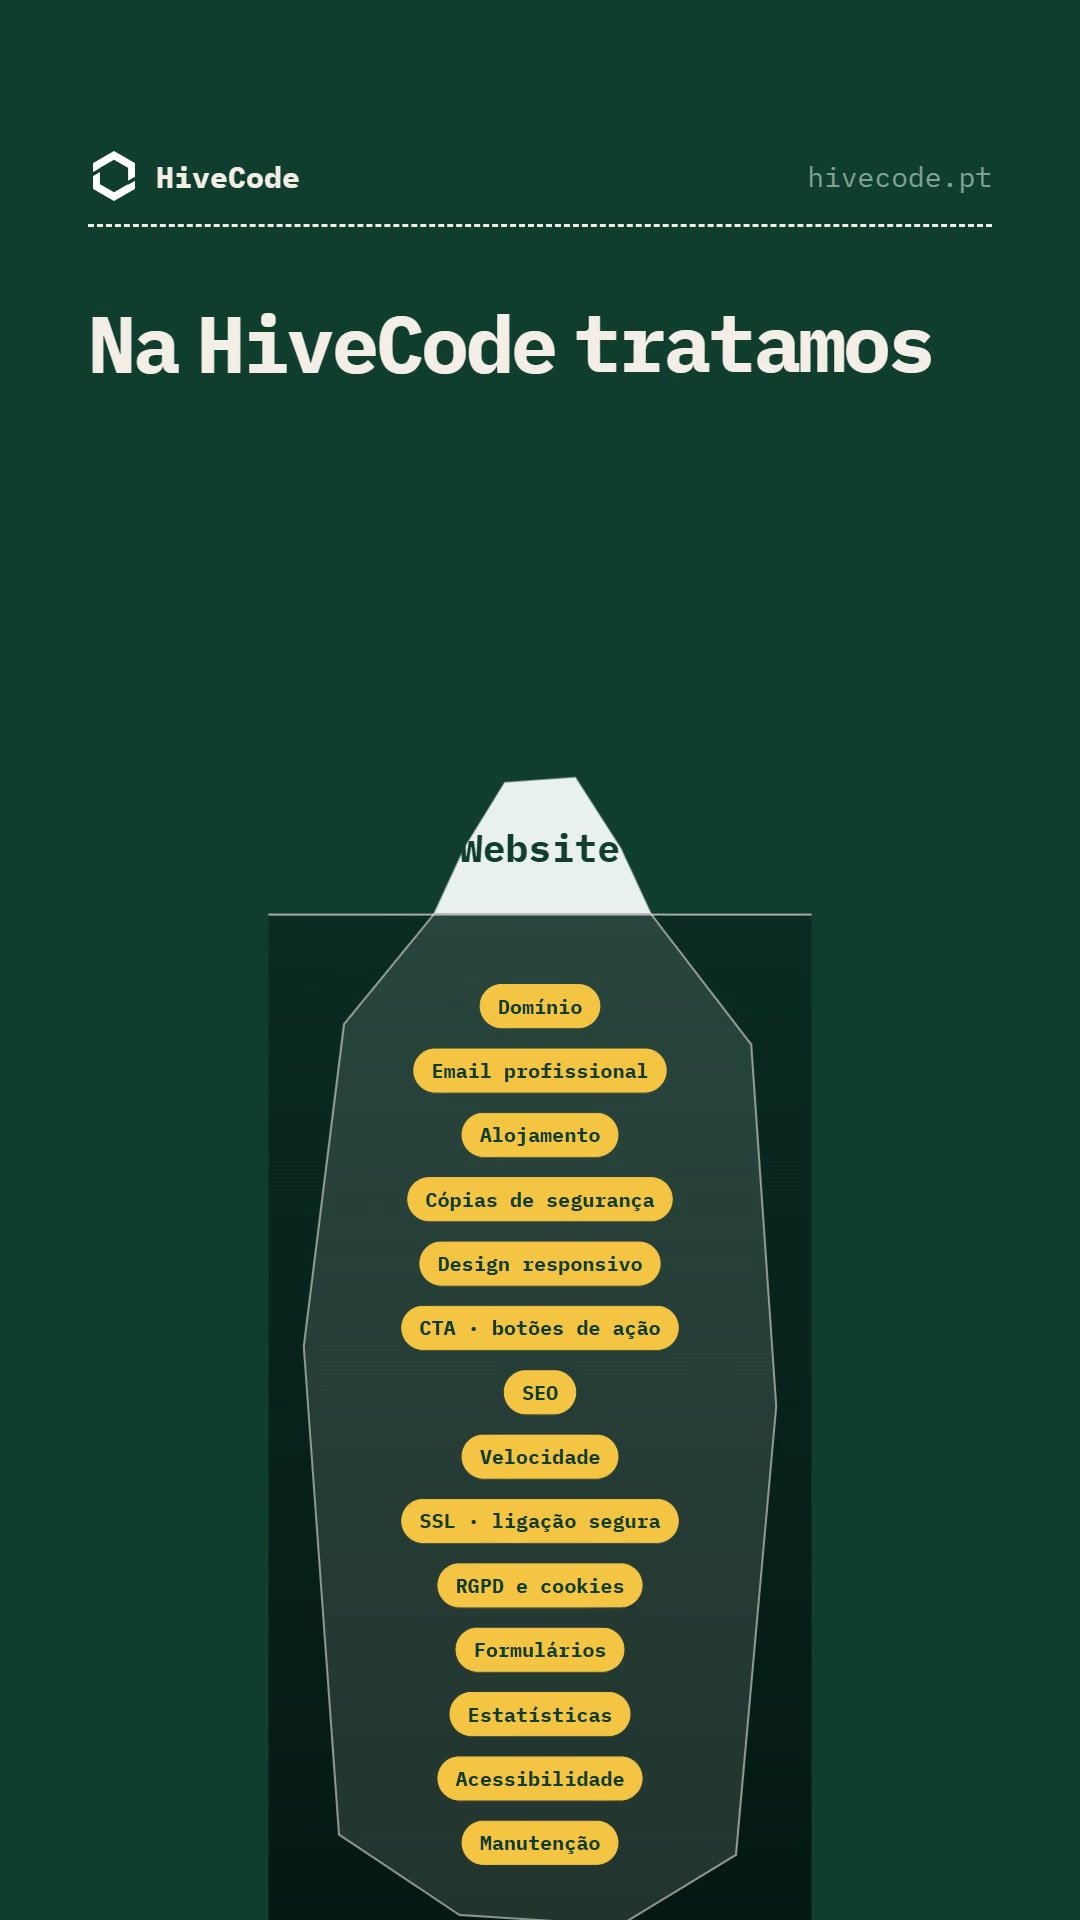 HiveCode
hivecode.pt
Na HiveCode tratamos
Website
Domínio
Email profissional
Alojamento
Cópias de segurança
Design responsivo
CTA · botões de ação
SEO
Velocidade
SSL · ligação segura
RGPD e cookies
Formulários
Estatísticas
Acessibilidade
Manutenção